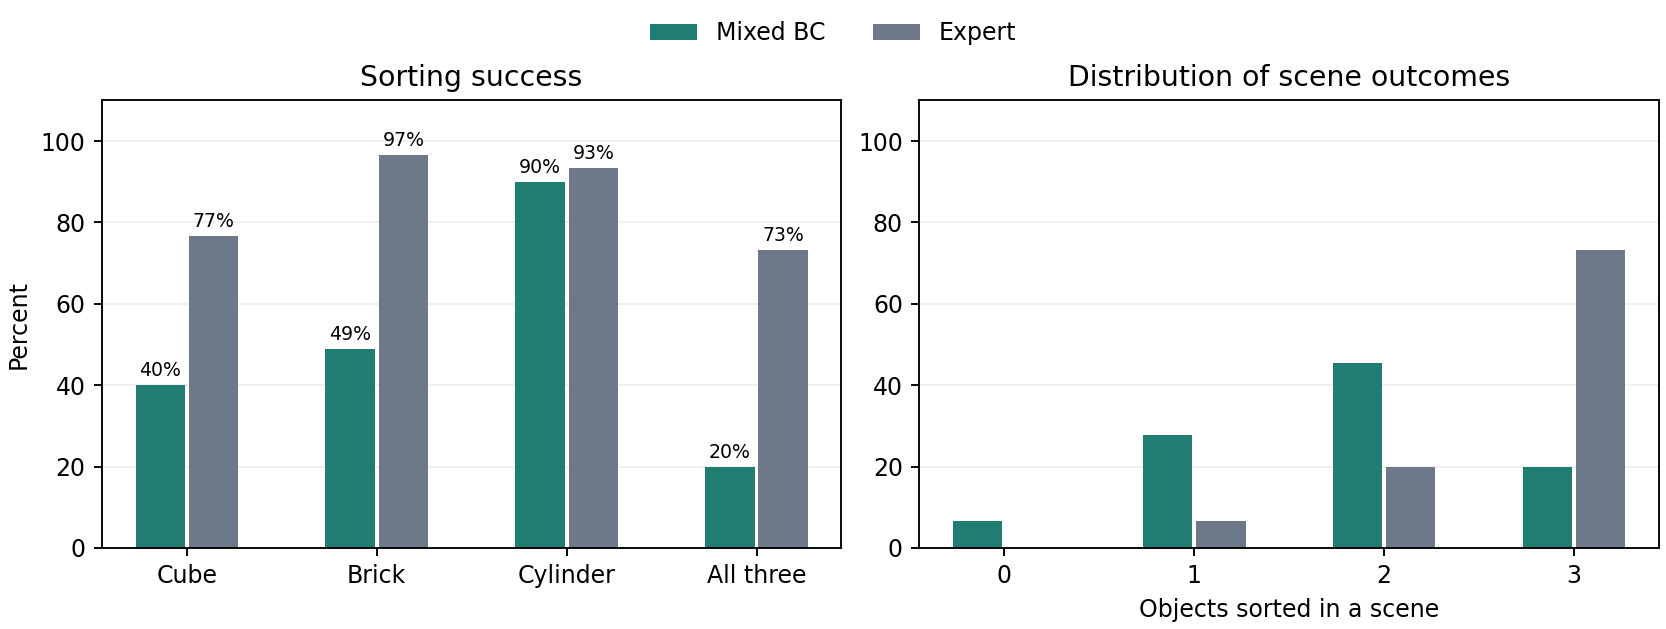 Mixed BC
Expert
Sorting success
Distribution of scene outcomes
Percent
100
80
60
40
20
0
40%
77%
49%
97%
90%
93%
20%
73%
Cube
Brick
Cylinder
All three
100
80
60
40
20
0
0
1
2
3
Objects sorted in a scene